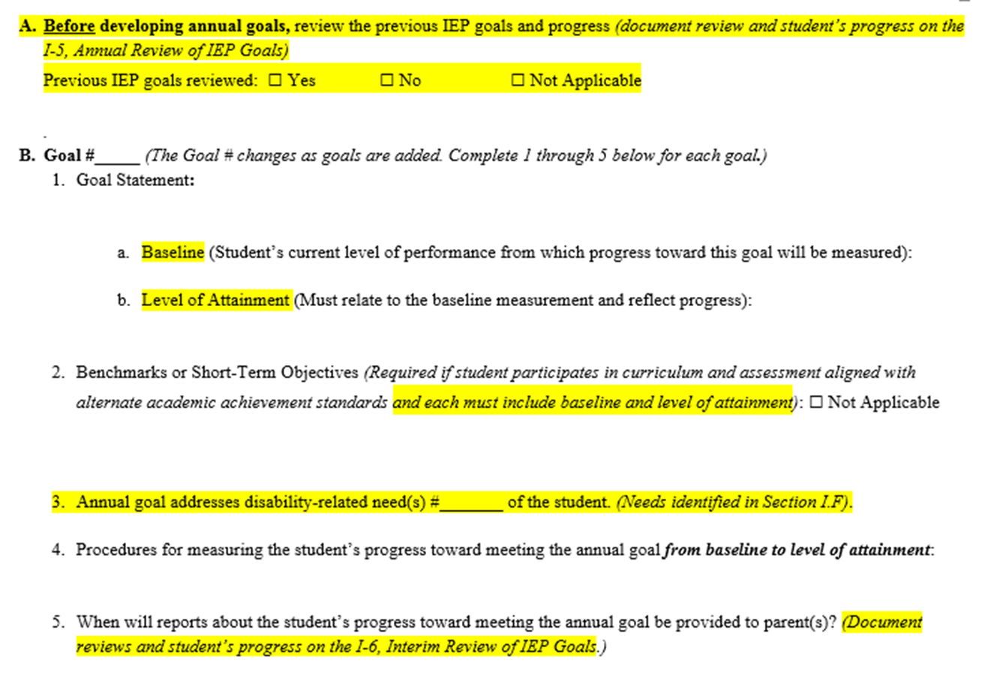 A. Before developing annual goals, review the previous IEP goals and progress (document review and student's progress on the
I-5, Annual Review of IEP Goals)
Previous IEP goals reviewed: ☐ Yes ☐ No ☐ Not Applicable
B. Goal #_____ (The Goal # changes as goals are added. Complete 1 through 5 below for each goal.)
1. Goal Statement:
a. Baseline (Student's current level of performance from which progress toward this goal will be measured):
b. Level of Attainment (Must relate to the baseline measurement and reflect progress):
2. Benchmarks or Short-Term Objectives (Required if student participates in curriculum and assessment aligned with
alternate academic achievement standards and each must include baseline and level of attainment): ☐ Not Applicable
3. Annual goal addresses disability-related need(s) #_______ of the student. (Needs identified in Section I.F).
4. Procedures for measuring the student's progress toward meeting the annual goal from baseline to level of attainment:
5. When will reports about the student's progress toward meeting the annual goal be provided to parent(s)? (Document
reviews and student's progress on the I-6, Interim Review of IEP Goals.)